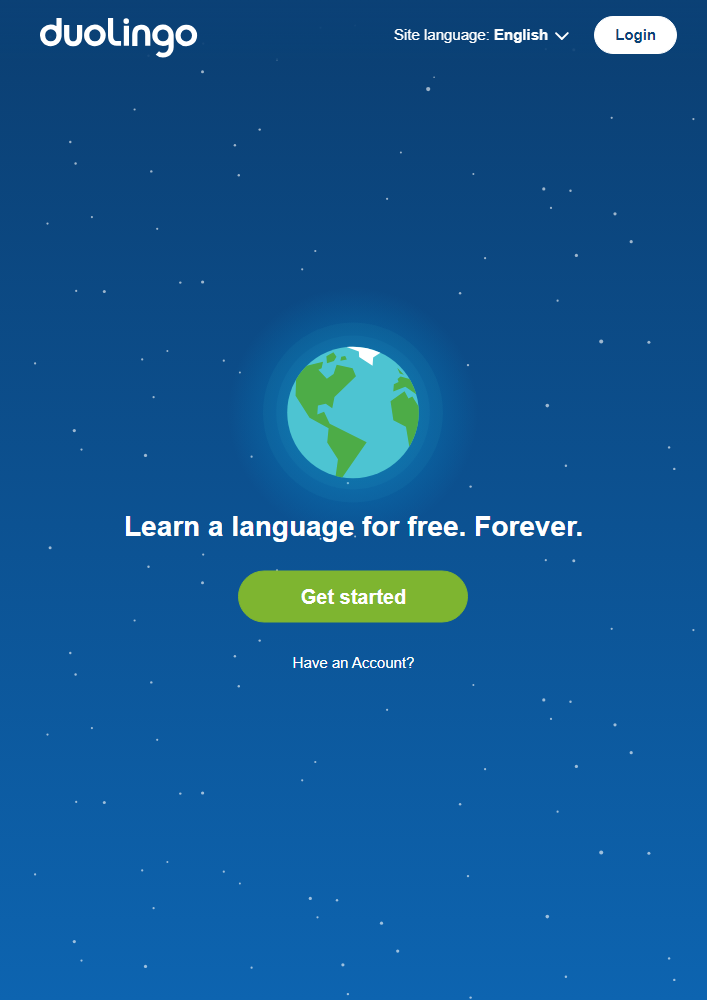 duolingo
Site language: English
Login
Learn a language for free. Forever.
Get started
Have an Account?